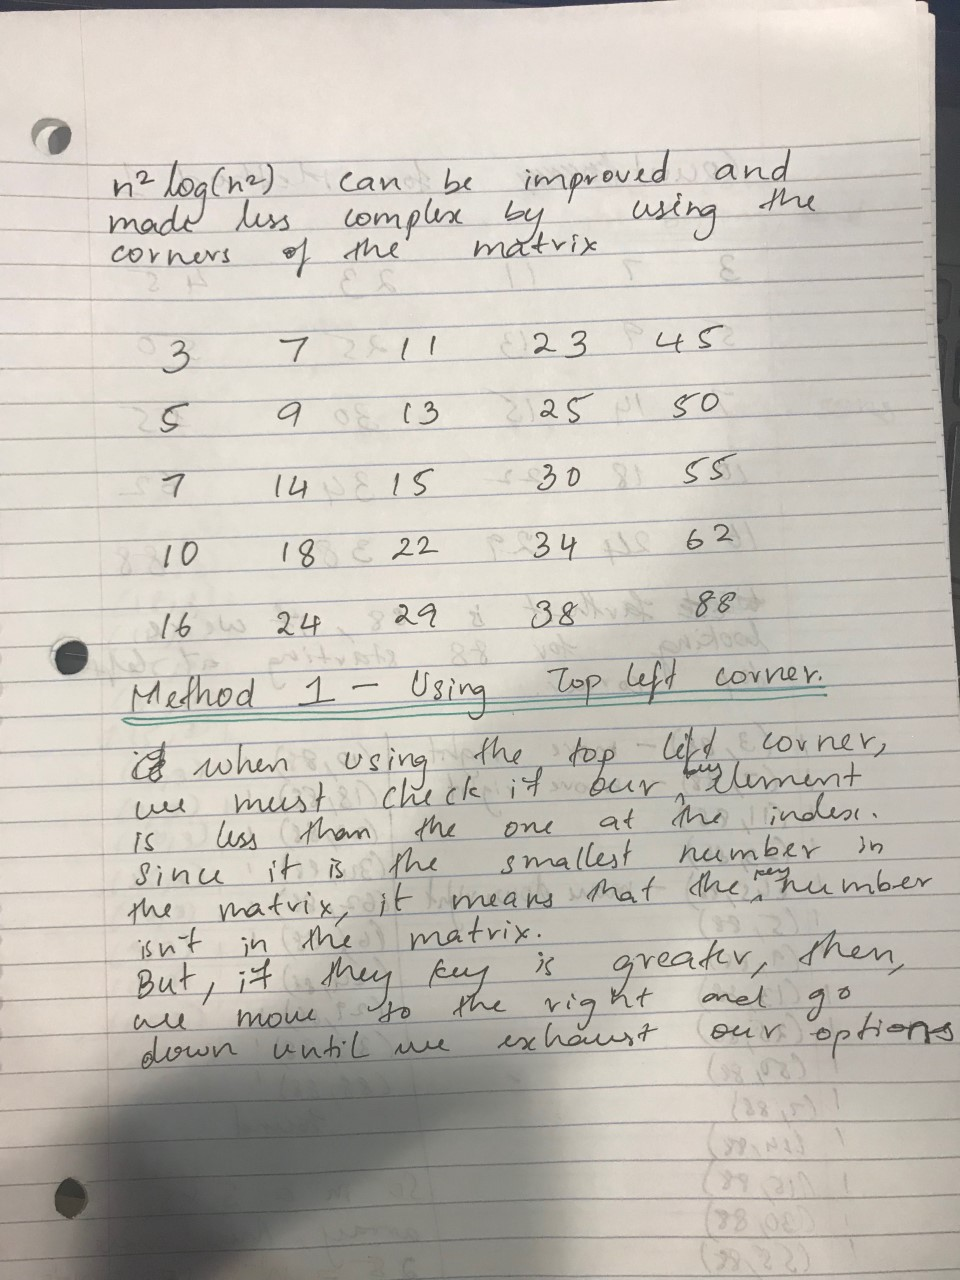 n² log(n²) can be improved and
made less complex by using the
corners of the matrix
3 7 11 23 45
5 9 13 25 50
7 14 15 30 55
10 18 22 34 62
16 24 29 38 88
Method 1 - Using Top left corner.
when using the top left corner,
we must check if our key element
is less than the one at the index.
Since it is the smallest number in
the matrix, it means that the key number
isn't in the matrix.
But, if they key is greater, then,
we move to the right and go
down until we exhaust our options